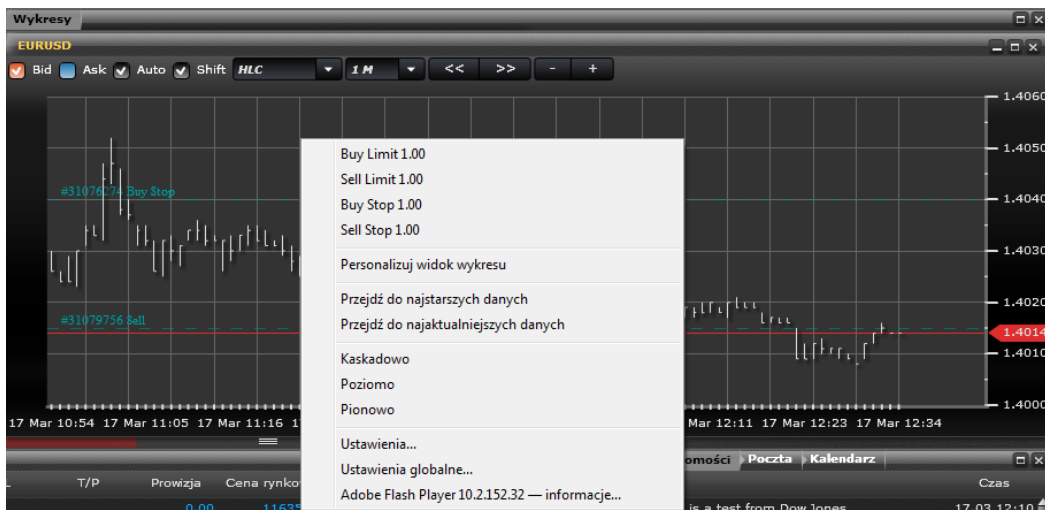 Wykresy
EURUSD
Bid Ask Auto Shift HLC 1 M << >> - +
1.4060
1.4050
1.4040
1.4030
1.4020
1.4014
1.4010
1.4000
#31076274 Buy Stop
#31079756 Sell
Buy Limit 1.00
Sell Limit 1.00
Buy Stop 1.00
Sell Stop 1.00
Personalizuj widok wykresu
Przejdź do najstarszych danych
Przejdź do najaktualniejszych danych
Kaskadowo
Poziomo
Pionowo
Ustawienia...
Ustawienia globalne...
Adobe Flash Player 10.2.152.32 — informacje...
17 Mar 10:54 17 Mar 11:05 17 Mar 11:16 1 Mar 12:11 17 Mar 12:23 17 Mar 12:34
omości Poczta Kalendarz
T/P Prowizja Cena rynko Czas
0.00 11635 is a test from Dow Jones 17.03 12:10